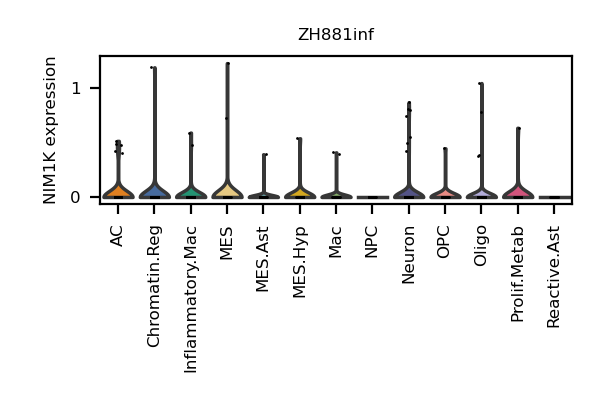 ZH881inf
NIM1K expression
1
0
AC
Chromatin.Reg
Inflammatory.Mac
MES
MES.Ast
MES.Hyp
Mac
NPC
Neuron
OPC
Oligo
Prolif.Metab
Reactive.Ast